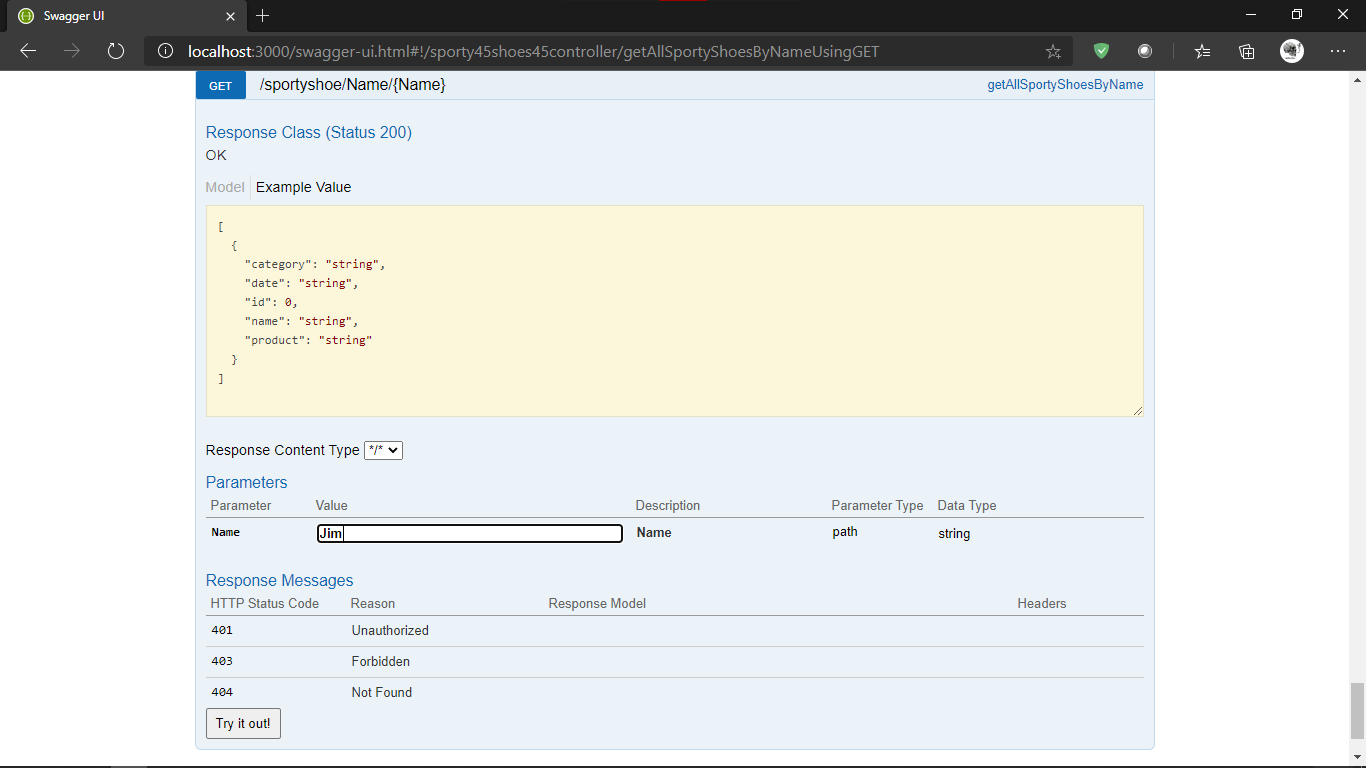 Swagger UI
localhost:3000/swagger-ui.html#!/sporty45shoes45controller/getAllSportyShoesByNameUsingGET
GET /sportyshoe/Name/{Name} getAllSportyShoesByName
Response Class (Status 200)
OK
Model Example Value
[
{
"category": "string",
"date": "string",
"id": 0,
"name": "string",
"product": "string"
}
]
Response Content Type */*
Parameters
Parameter Value Description Parameter Type Data Type
Name Jim Name path string
Response Messages
HTTP Status Code Reason Response Model Headers
401 Unauthorized
403 Forbidden
404 Not Found
Try it out!